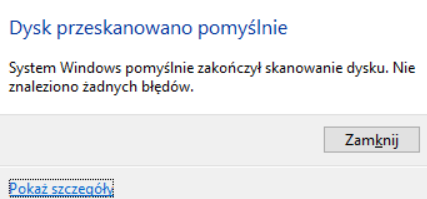 Dysk przeskanowano pomyślnie
System Windows pomyślnie zakończył skanowanie dysku. Nie
znaleziono żadnych błędów.
Zamknij
Pokaż szczegóły